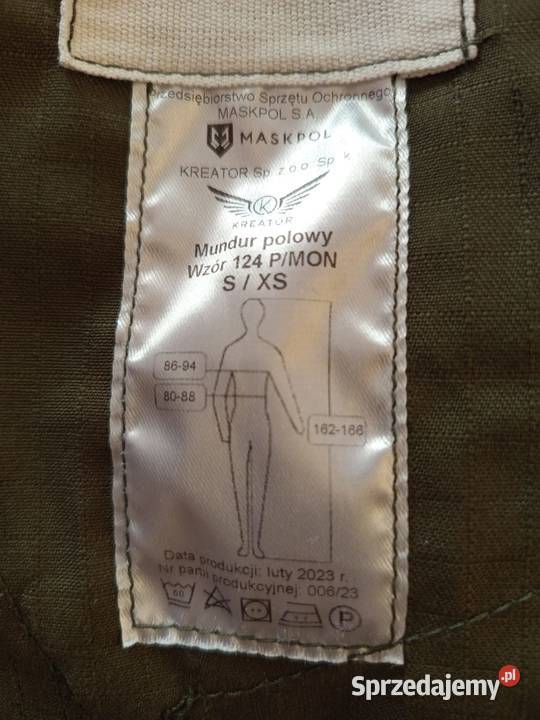 Przedsiębiorstwo Sprzętu Ochronnego
MASKPOL S.A.
MASKPOL
KREATOR Sp. z o.o. Sp. k.
K
KREATOR
Mundur polowy
Wzór 124 P/MON
S / XS
86-94
80-88
162-166
Data produkcji: luty 2023 r.
Nr partii produkcyjnej: 006/23
60
P
Sprzedajemy.pl